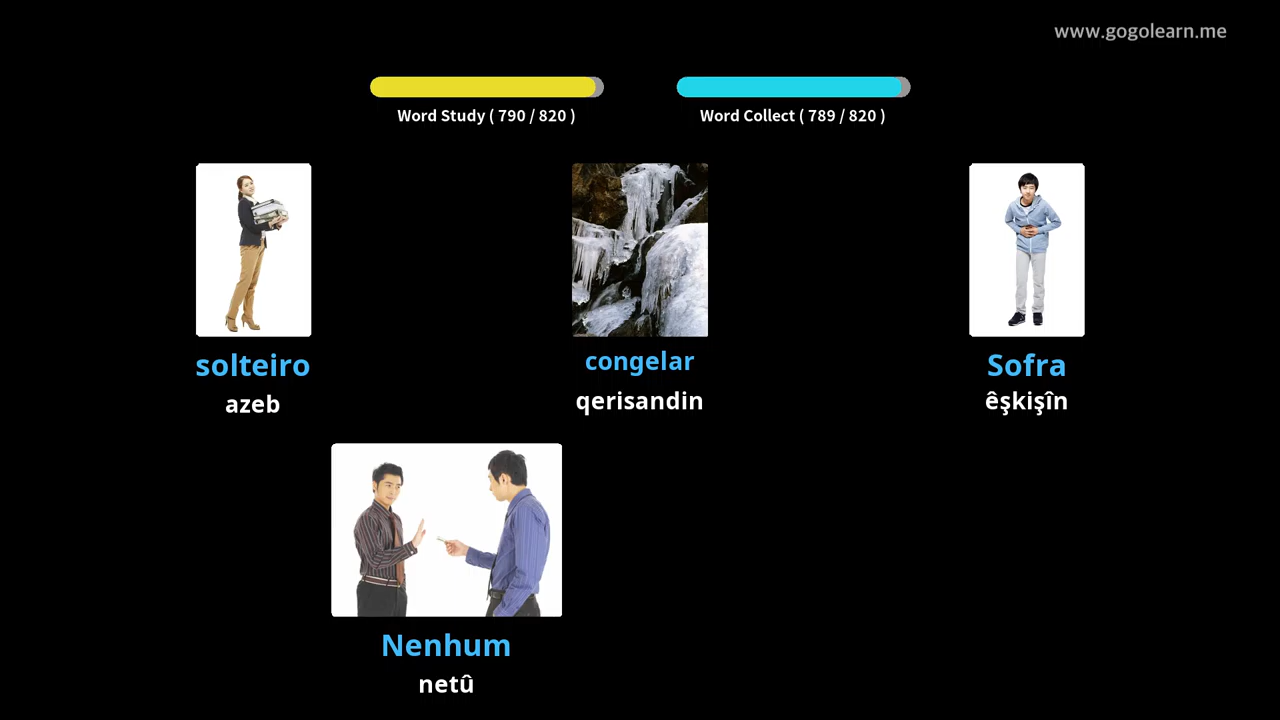 www.gogolearn.me
Word Study ( 790 / 820 )
Word Collect ( 789 / 820 )
solteiro
azeb
congelar
qerisandin
Sofra
êşkişîn
Nenhum
netû